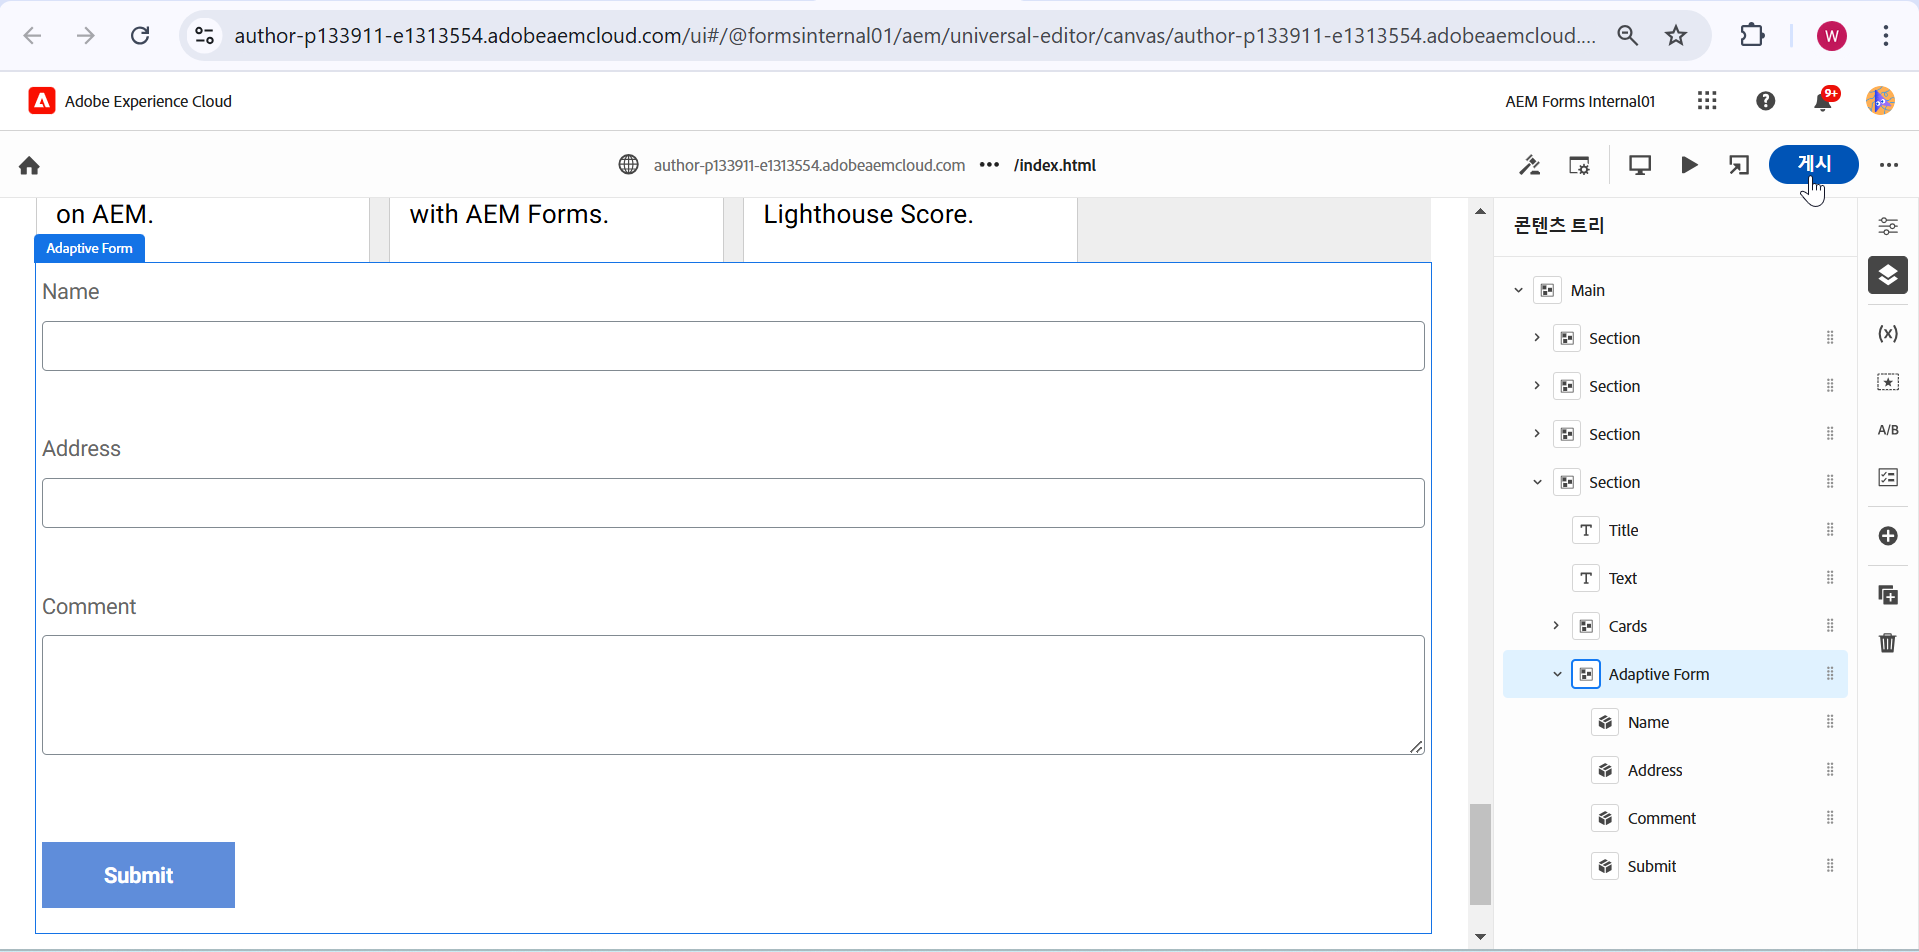 author-p133911-e1313554.adobeaemcloud.com/ui#/@formsinternal01/aem/universal-editor/canvas/author-p133911-e1313554.adobeaemcloud....
W
Adobe Experience Cloud
AEM Forms Internal01
9+
author-p133911-e1313554.adobeaemcloud.com ••• /index.html
게시
on AEM.
with AEM Forms.
Lighthouse Score.
Adaptive Form
Name
Address
Comment
Submit
콘텐츠 트리
Main
Section
Section
Section
Section
T Title
T Text
Cards
Adaptive Form
Name
Address
Comment
Submit
(x)
A/B